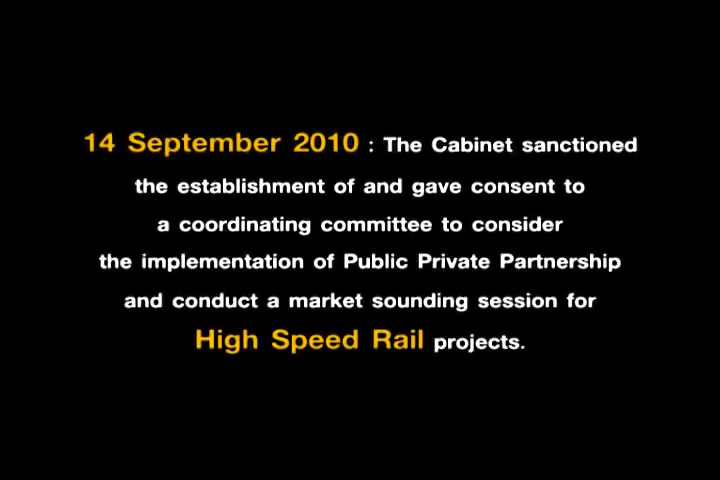 14 September 2010 : The Cabinet sanctioned
the establishment of and gave consent to
a coordinating committee to consider
the implementation of Public Private Partnership
and conduct a market sounding session for
High Speed Rail projects.